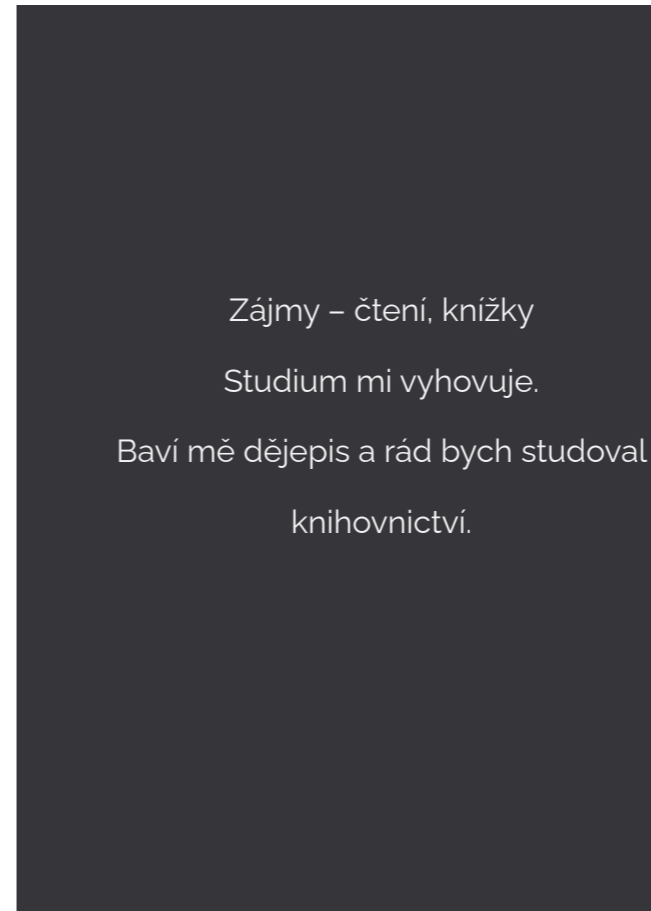 Zájmy – čtení, knížky
Studium mi vyhovuje.
Baví mě dějepis a rád bych studoval
knihovnictví.